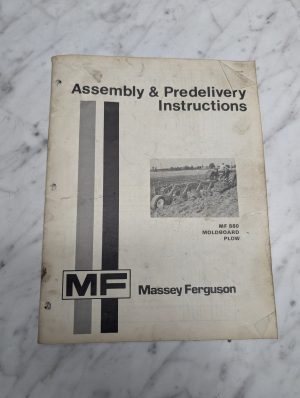 Assembly & Predelivery
Instructions
MF 880
MOLDBOARD
PLOW
MF
Massey Ferguson